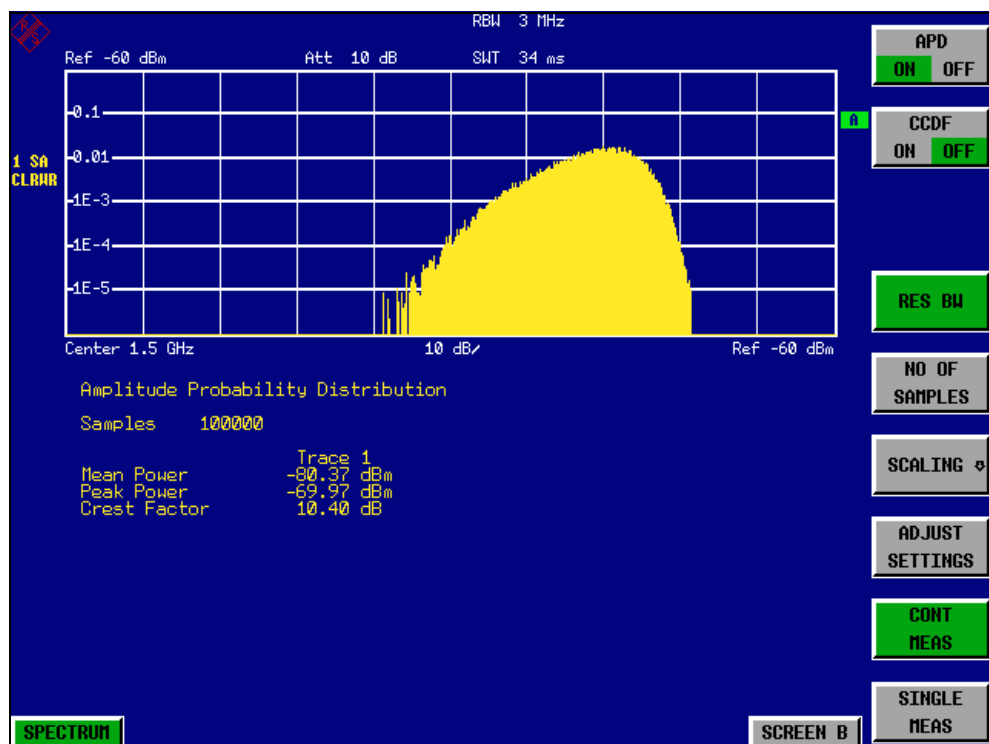 R
S
RBW 3 MHz
Ref -60 dBm Att 10 dB SWT 34 ms
0.1
0.01
1E-3
1E-4
1E-5
1 SA
CLRWR
A
Center 1.5 GHz 10 dB/ Ref -60 dBm
Amplitude Probability Distribution
Samples 100000
Trace 1
Mean Power -80.37 dBm
Peak Power -69.97 dBm
Crest Factor 10.40 dB
APD
ON OFF
CCDF
ON OFF
RES BW
NO OF
SAMPLES
SCALING
ADJUST
SETTINGS
CONT
MEAS
SINGLE
MEAS
SPECTRUM
SCREEN B